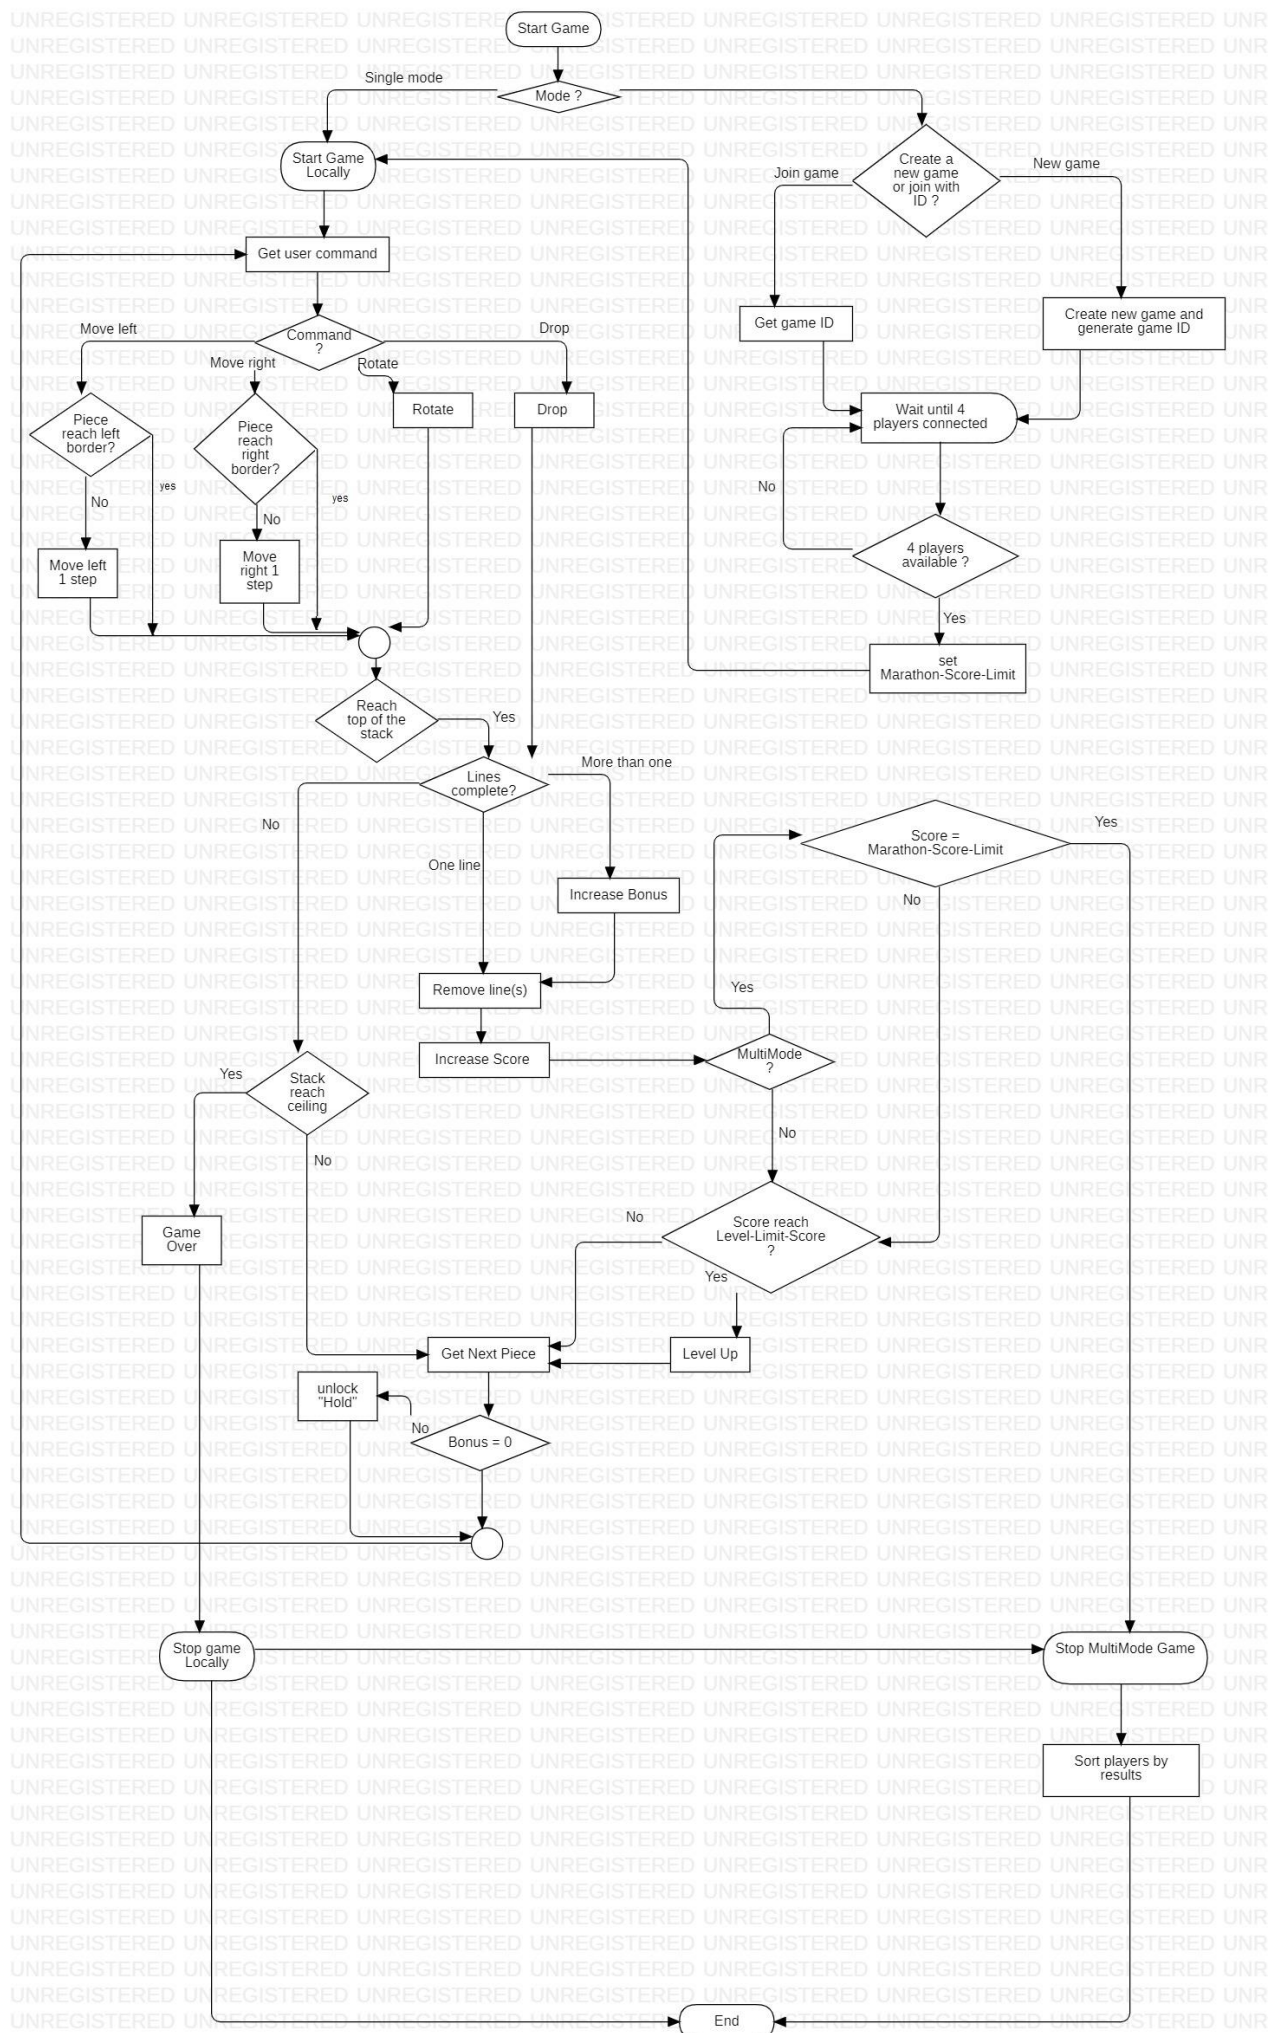 Start Game
Single mode
Mode ?
Start Game
Locally
Create a
new game
or join with
ID ?
Join game
New game
Get user command
Get game ID
Create new game and
generate game ID
Move left
Command
?
Drop
Move right
Rotate
Rotate
Drop
Wait until 4
players connected
Piece
reach left
border?
Piece
reach
right
border?
yes
yes
No
No
No
Move left
1 step
Move
right 1
step
4 players
available ?
Yes
set
Marathon-Score-Limit
Reach
top of the
stack
Yes
Lines
complete?
More than one
No
One line
Increase Bonus
Score =
Marathon-Score-Limit
Yes
No
Remove line(s)
Yes
Increase Score
MultiMode
?
Yes
Stack
reach
ceiling
No
No
Game
Over
No
Score reach
Level-Limit-Score
?
Yes
Get Next Piece
Level Up
unlock
"Hold"
No
Bonus = 0
Stop game
Locally
Stop MultiMode Game
Sort players by
results
End
UNREGISTERED